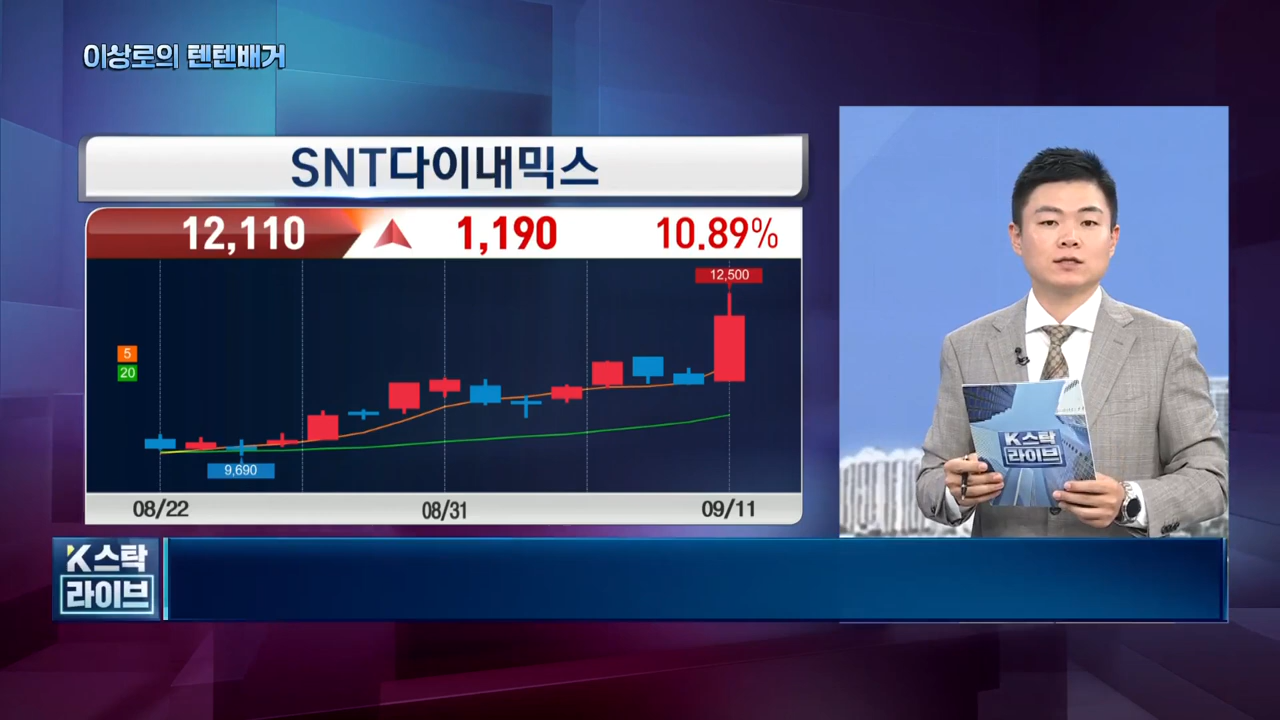 이상로의 텐텐배거
SNT다이내믹스
12,110 ▲ 1,190 10.89%
12,500
5
20
9,690
08/22 08/31 09/11
K스탁
라이브
K스탁
라이브